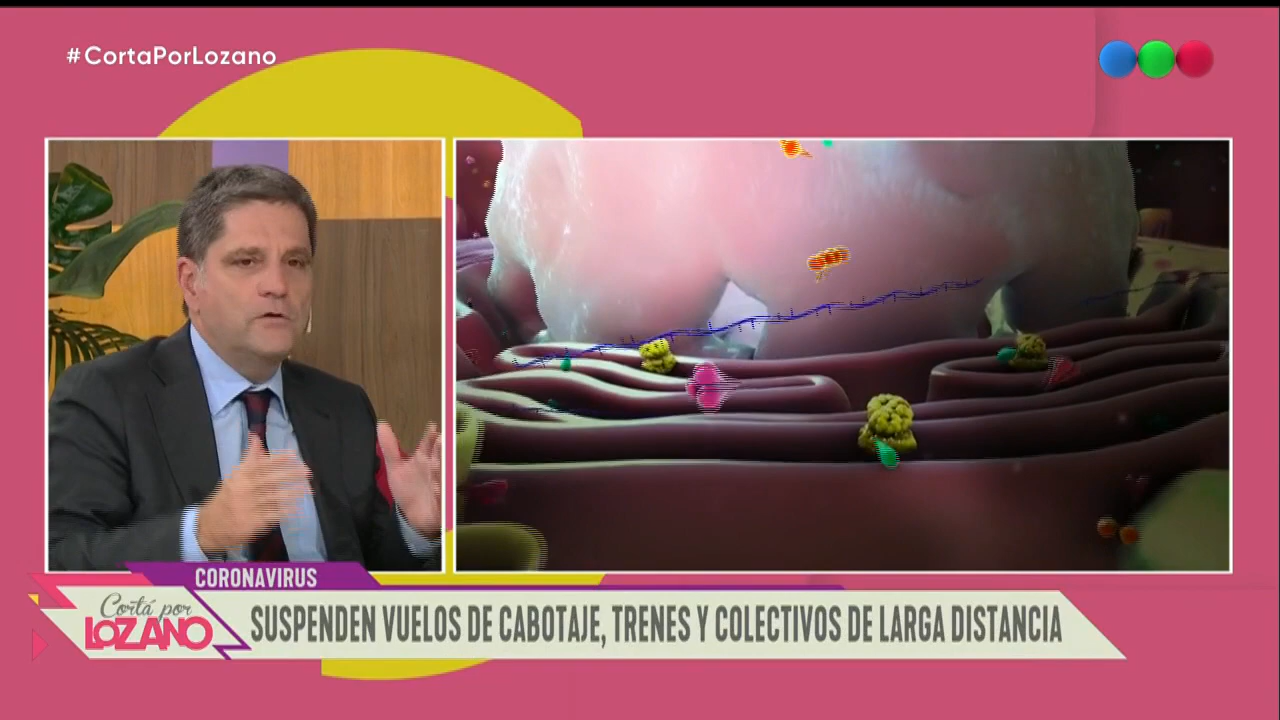 #CortaPorLozano
CORONAVIRUS
Cortá por
LOZANO
SUSPENDEN VUELOS DE CABOTAJE, TRENES Y COLECTIVOS DE LARGA DISTANCIA